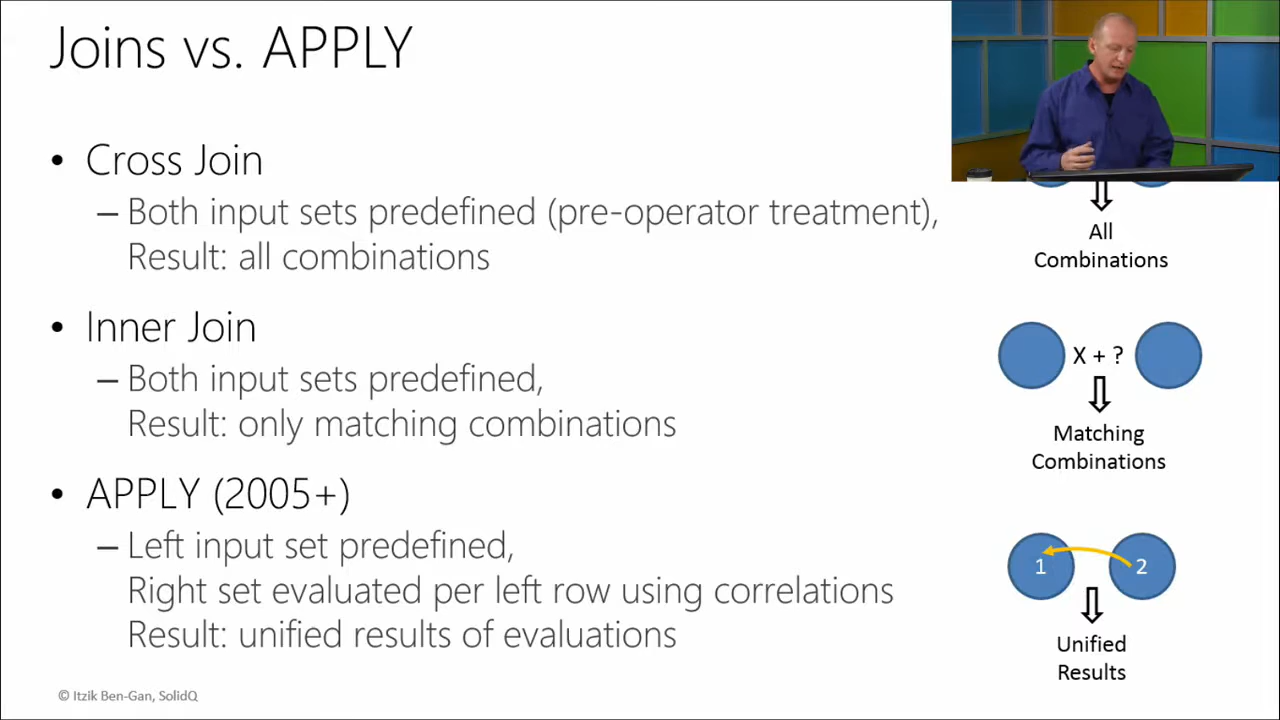 Joins vs. APPLY
• Cross Join
– Both input sets predefined (pre-operator treatment),
Result: all combinations
• Inner Join
– Both input sets predefined,
Result: only matching combinations
• APPLY (2005+)
– Left input set predefined,
Right set evaluated per left row using correlations
Result: unified results of evaluations
All
Combinations
X + ?
Matching
Combinations
1
2
Unified
Results
© Itzik Ben-Gan, SolidQ